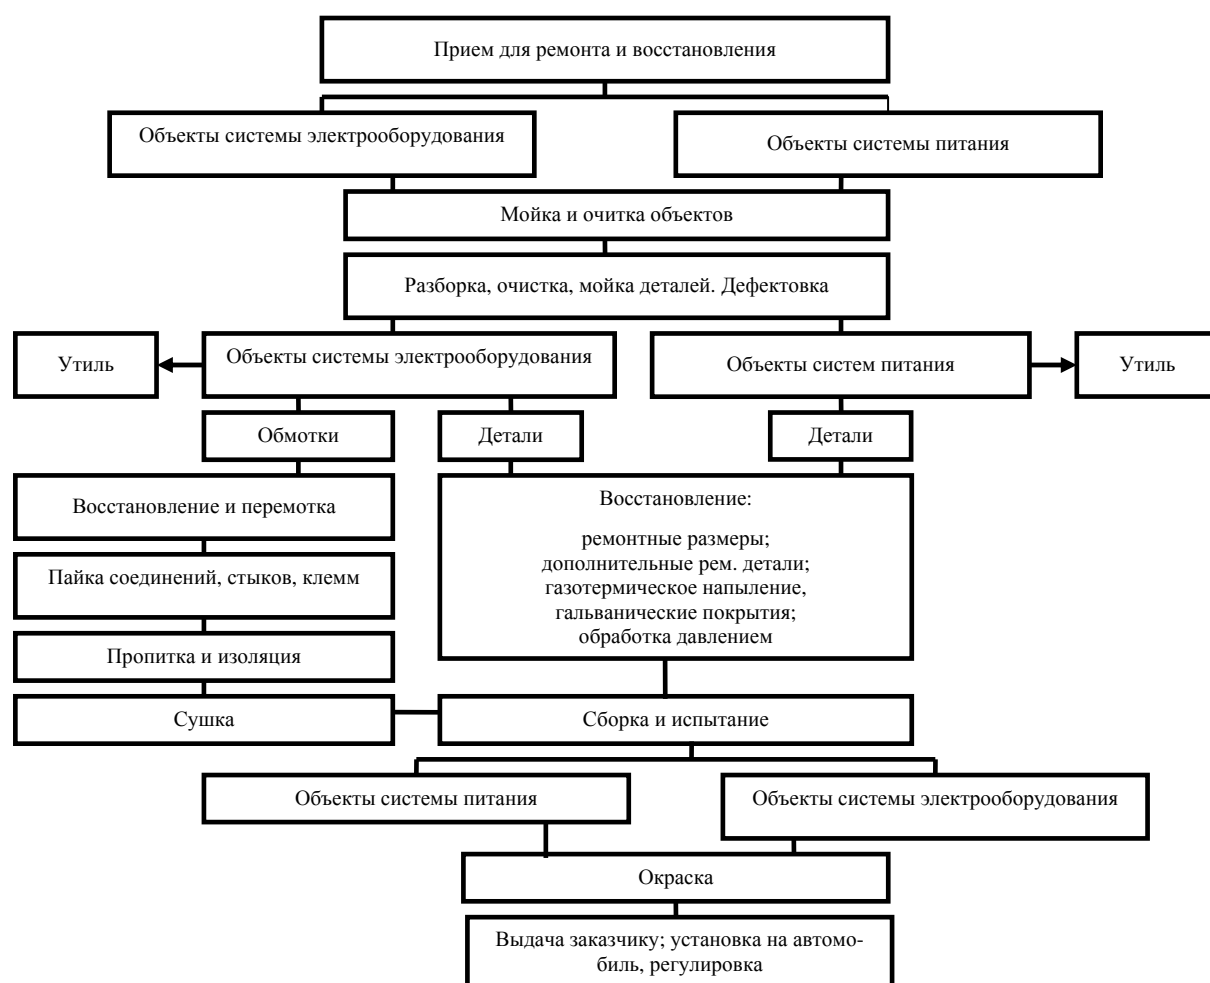 Прием для ремонта и восстановления
Объекты системы электрооборудования
Объекты системы питания
Мойка и очитка объектов
Разборка, очистка, мойка деталей. Дефектовка
Утиль
Объекты системы электрооборудования
Объекты систем питания
Утиль
Обмотки
Детали
Детали
Восстановление и перемотка
Пайка соединений, стыков, клемм
Пропитка и изоляция
Сушка
Восстановление:
ремонтные размеры;
дополнительные рем. детали;
газотермическое напыление,
гальванические покрытия;
обработка давлением
Сборка и испытание
Объекты системы питания
Объекты системы электрооборудования
Окраска
Выдача заказчику; установка на автомо-
биль, регулировка